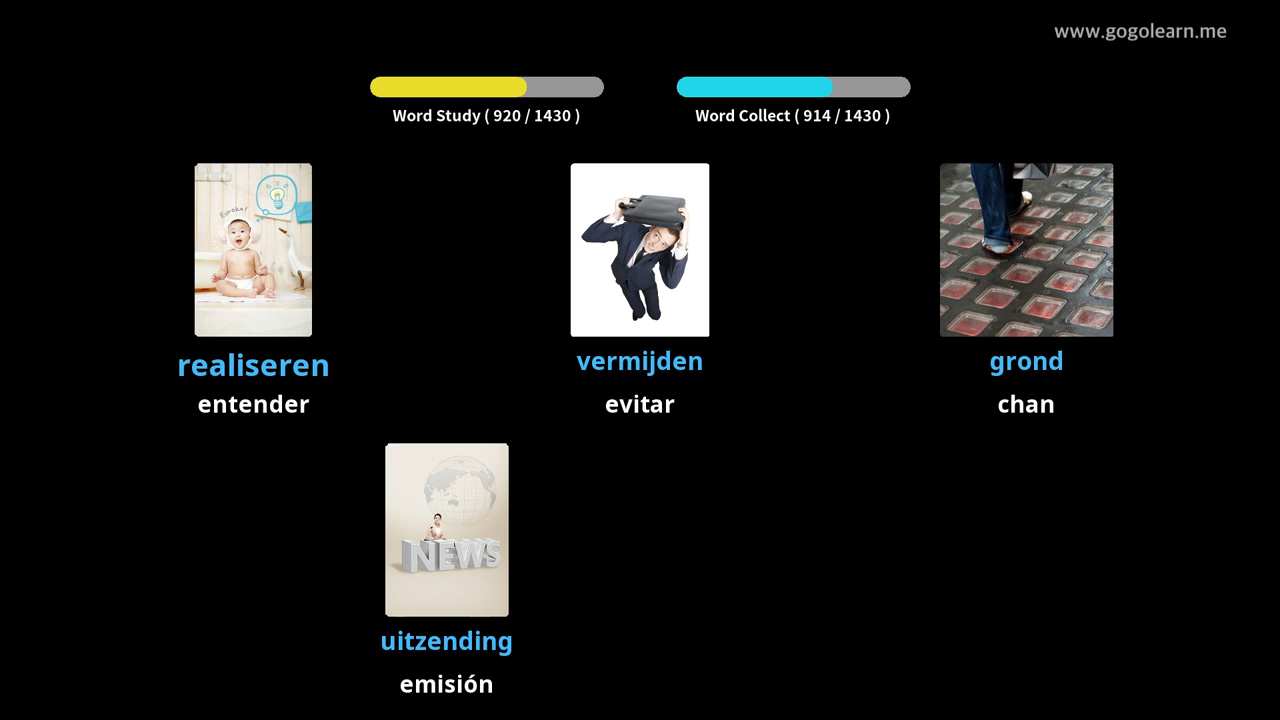 www.gogolearn.me
Word Study ( 920 / 1430 )
Word Collect ( 914 / 1430 )
Eureka!
realiseren
entender
vermijden
evitar
grond
chan
NEWS
uitzending
emisión